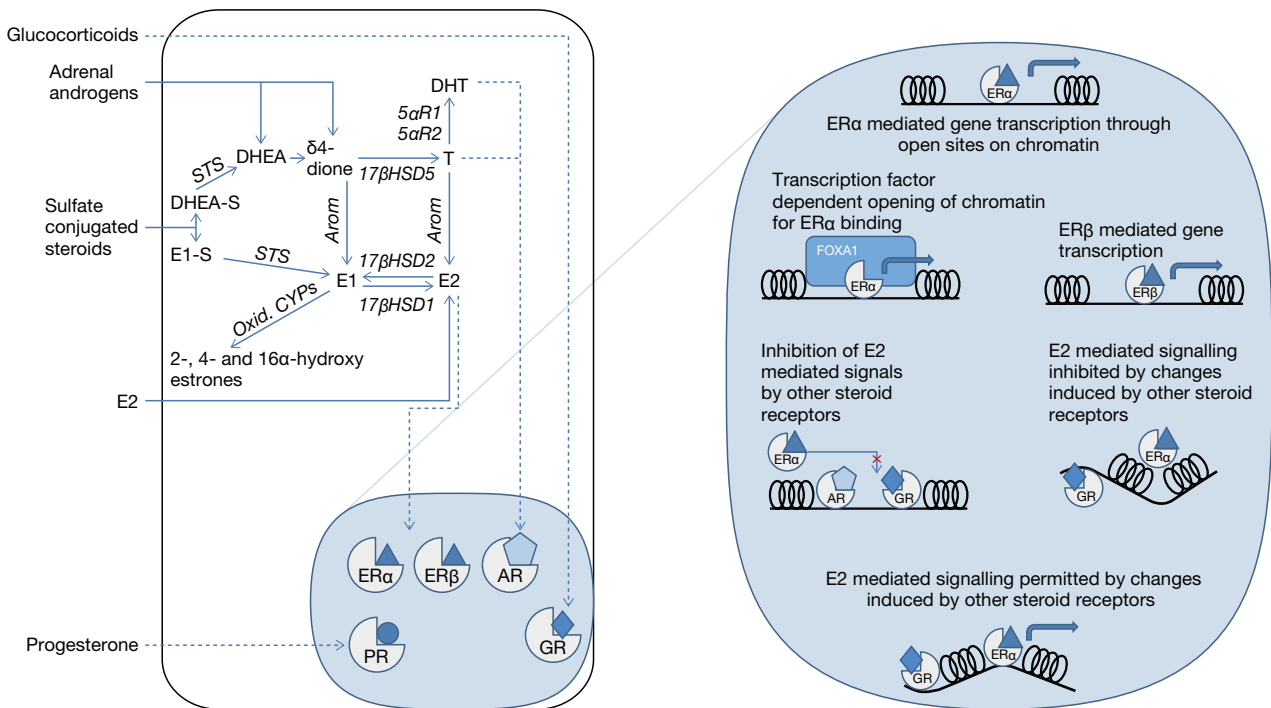 Glucocorticoids
Adrenal
androgens
Sulfate
conjugated
steroids
E2
Progesterone
DHT
5αR1
5αR2
STS
DHEA
δ4-
dione
T
17βHSD5
DHEA-S
E1-S
STS
Arom
Arom
17βHSD2
E1
E2
17βHSD1
Oxid. CYPs
2-, 4- and 16α-hydroxy
estrones
ERα
ERβ
AR
PR
GR
ERα
ERα mediated gene transcription through
open sites on chromatin
Transcription factor
dependent opening of chromatin
for ERα binding
FOXA1
ERα
ERβ mediated gene
transcription
ERβ
Inhibition of E2
mediated signals
by other steroid
receptors
ERα
AR
GR
E2 mediated signalling
inhibited by changes
induced by other steroid
receptors
ERα
GR
E2 mediated signalling permitted by changes
induced by other steroid receptors
ERα
GR